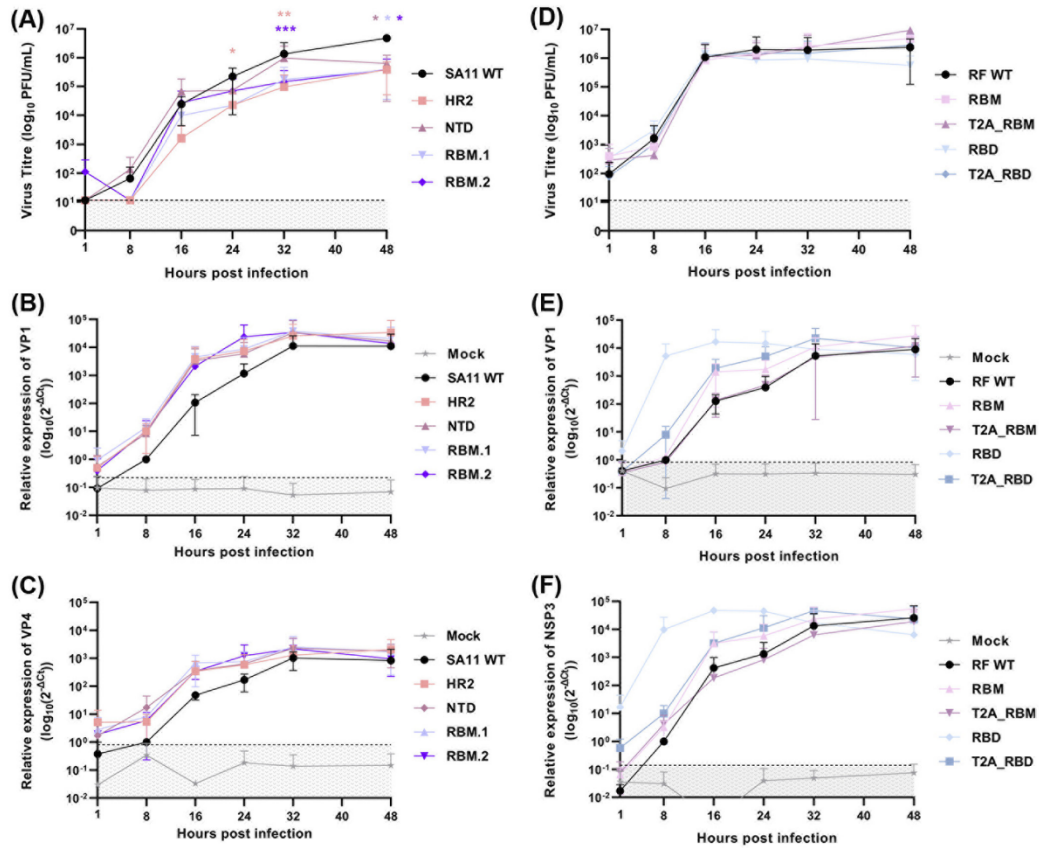 (A)
** * * *
***
*
Virus Titre (log10 PFU/mL)
10^7
10^6
10^5
10^4
10^3
10^2
10^1
0
1 8 16 24 32 40 48
Hours post infection
SA11 WT
HR2
NTD
RBM.1
RBM.2
(D)
Virus Titre (log10 PFU/mL)
10^7
10^6
10^5
10^4
10^3
10^2
10^1
0
1 8 16 24 32 40 48
Hours post infection
RF WT
RBM
T2A_RBM
RBD
T2A_RBD
(B)
Relative expression of VP1
(log10(2^-ΔCt))
10^5
10^4
10^3
10^2
10^1
10^0
10^-1
10^-2
1 8 16 24 32 40 48
Hours post infection
Mock
SA11 WT
HR2
NTD
RBM.1
RBM.2
(E)
Relative expression of VP1
(log10(2^-ΔCt))
10^5
10^4
10^3
10^2
10^1
10^0
10^-1
10^-2
1 8 16 24 32 40 48
Hours post infection
Mock
RF WT
RBM
T2A_RBM
RBD
T2A_RBD
(C)
Relative expression of VP4
(log10(2^-ΔCt))
10^5
10^4
10^3
10^2
10^1
10^0
10^-1
10^-2
1 8 16 24 32 40 48
Hours post infection
Mock
SA11 WT
HR2
NTD
RBM.1
RBM.2
(F)
Relative expression of NSP3
(log10(2^-ΔCt))
10^5
10^4
10^3
10^2
10^1
10^0
10^-1
10^-2
1 8 16 24 32 40 48
Hours post infection
Mock
RF WT
RBM
T2A_RBM
RBD
T2A_RBD